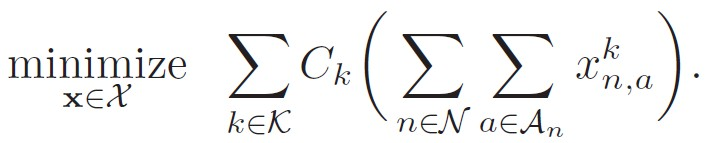 minimize_{𝐱∈𝒳} ∑_{k∈𝒦} C_k ( ∑_{n∈𝒩} ∑_{a∈𝒜_n} x^k_{n,a} ).